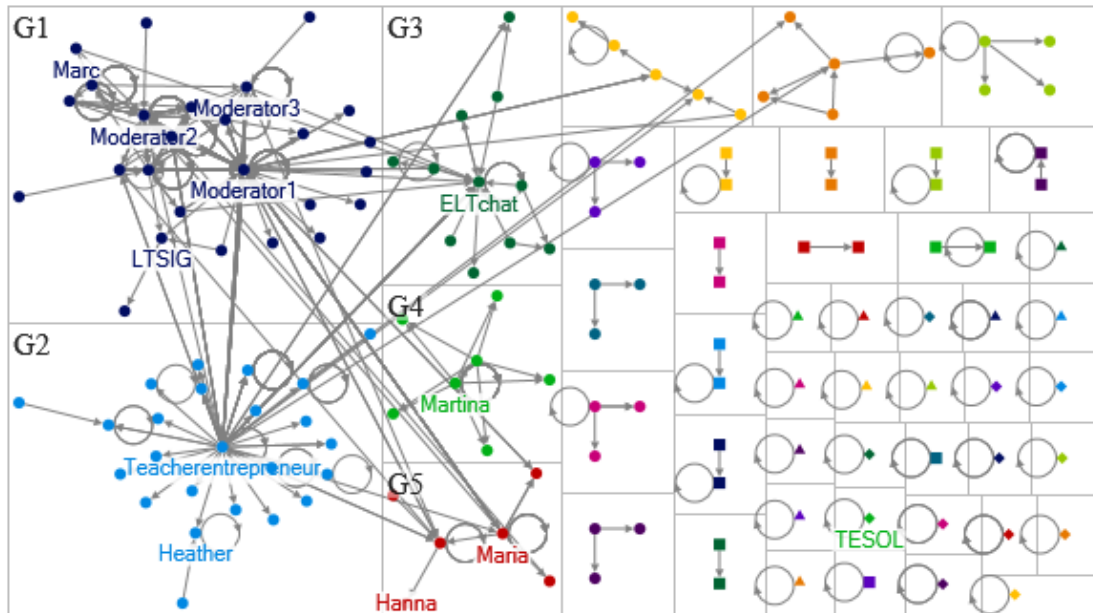 G1
Marc
Moderator3
Moderator2
Moderator1
LTSIG
G3
ELTchat
G2
Teacherentrepreneur
Heather
G4
Martina
G5
Maria
Hanna
TESOL